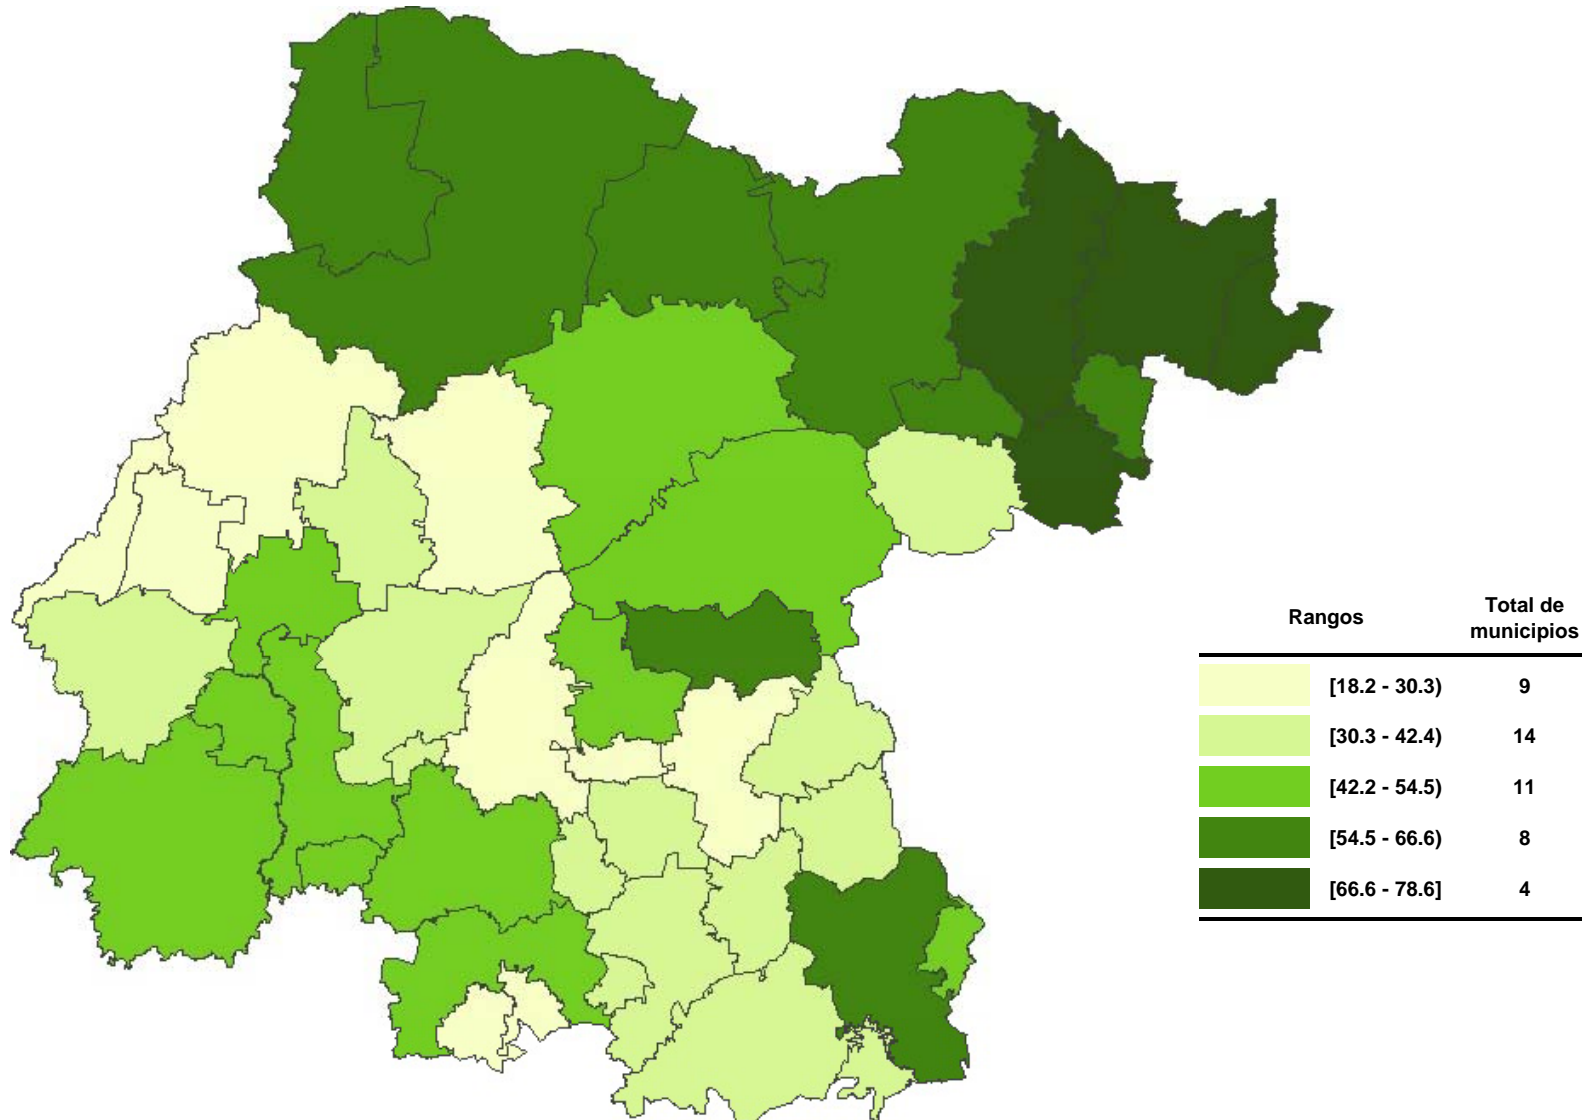 Rangos
Total de
municipios
[18.2 - 30.3) 9
[30.3 - 42.4) 14
[42.2 - 54.5) 11
[54.5 - 66.6) 8
[66.6 - 78.6] 4